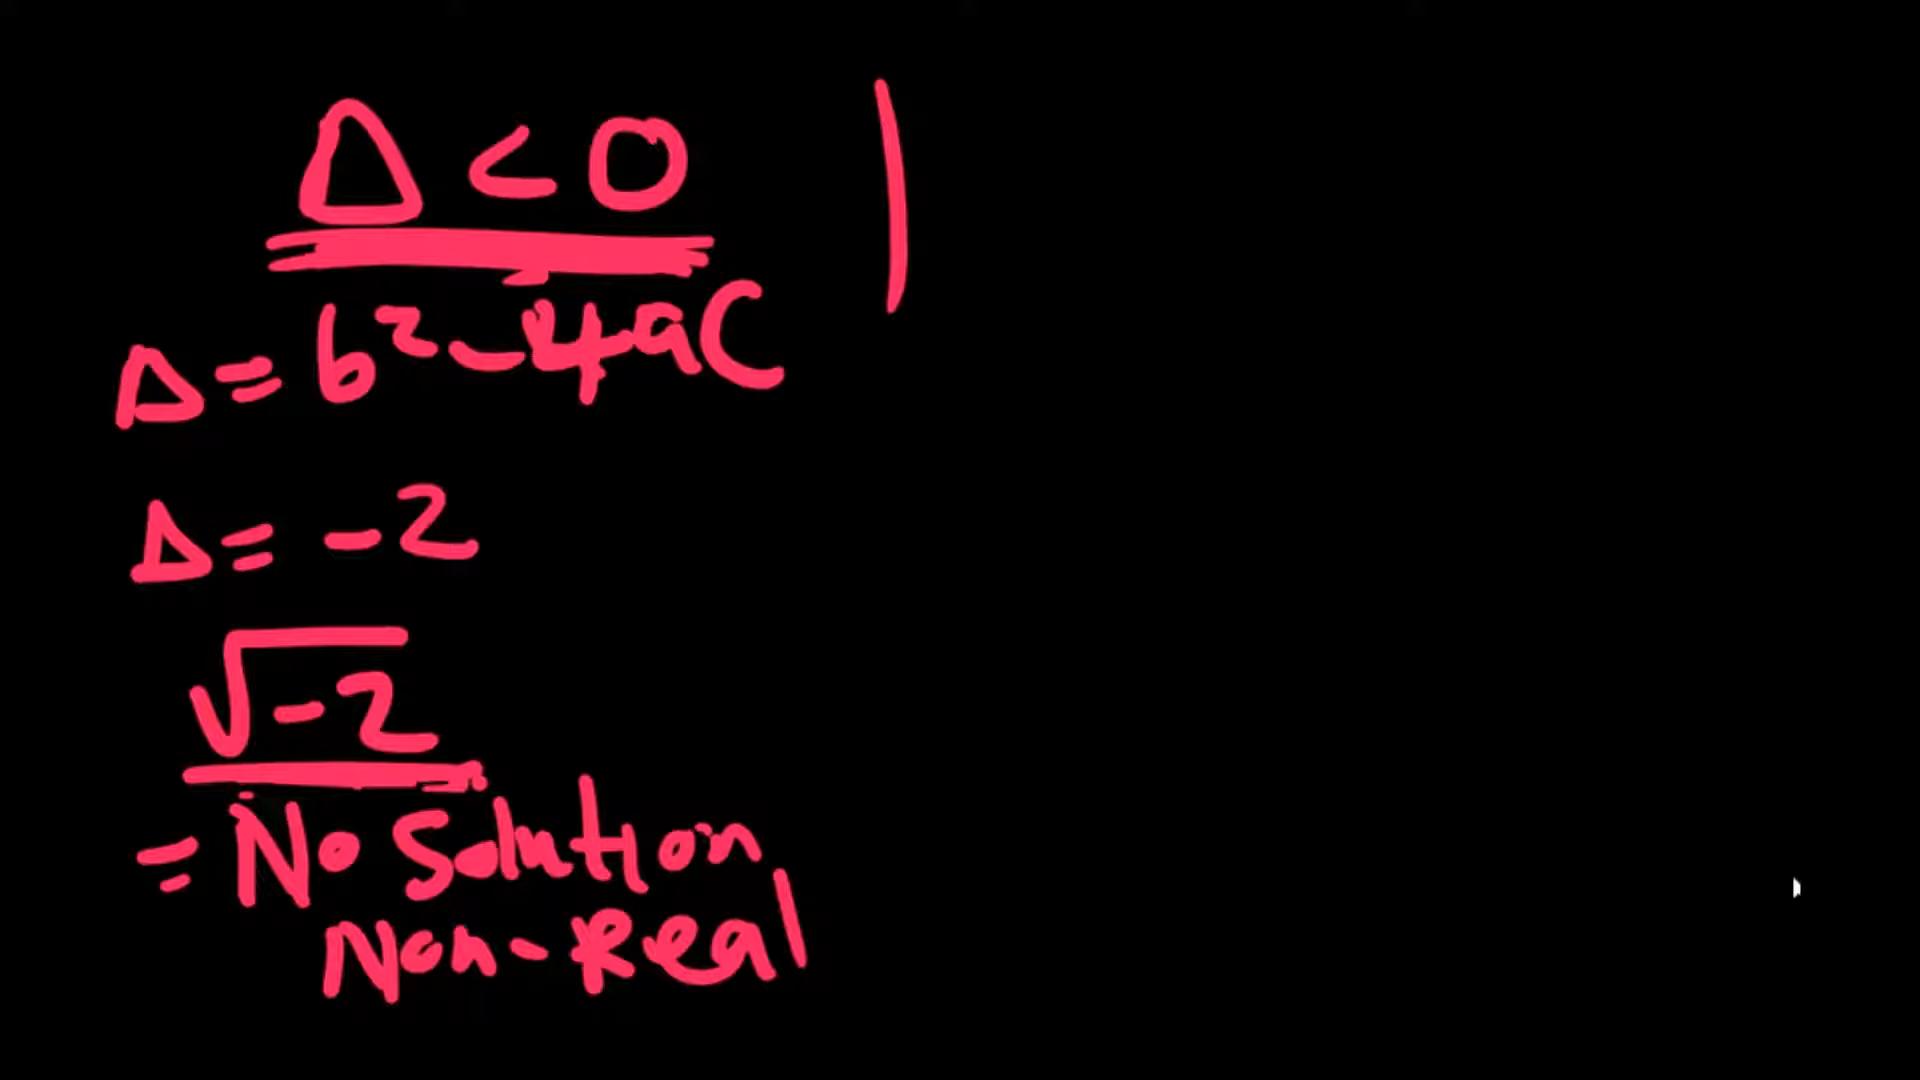 Δ < 0
Δ = b² - 4ac
Δ = -2
√-2
= No Solution
Non-Real